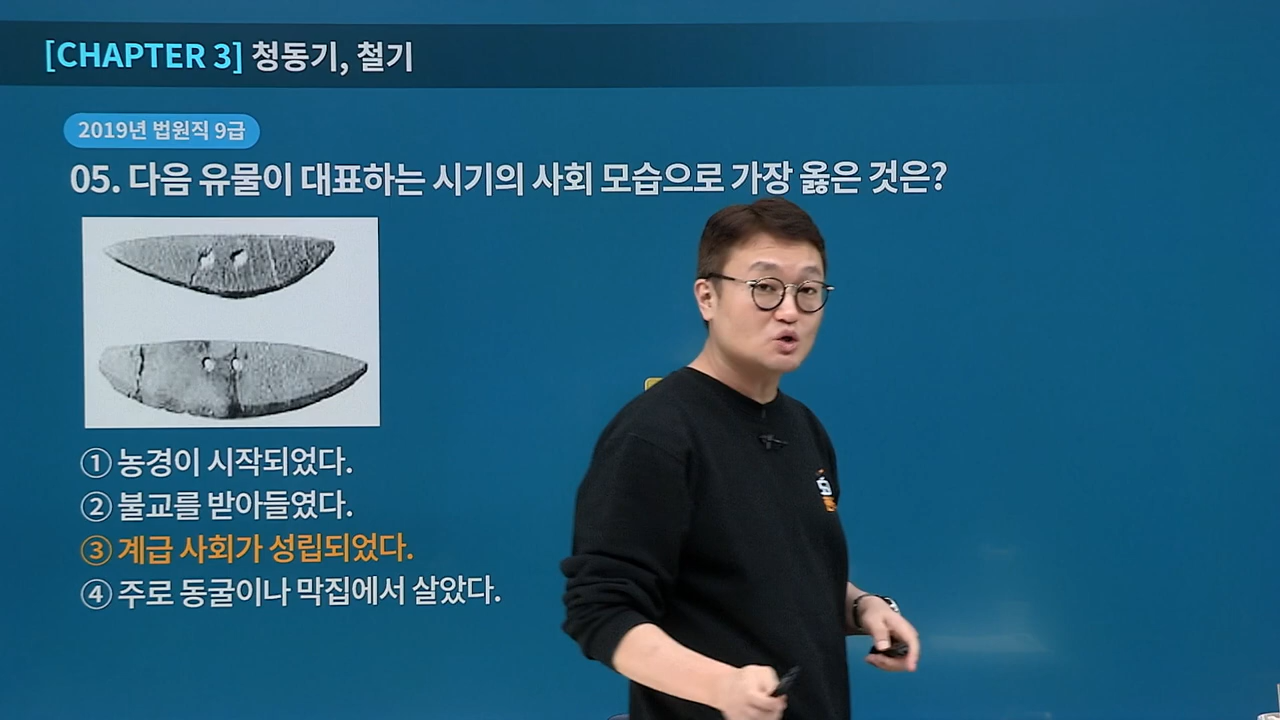 [CHAPTER 3] 청동기, 철기
2019년 법원직 9급
05. 다음 유물이 대표하는 시기의 사회 모습으로 가장 옳은 것은?
① 농경이 시작되었다.
② 불교를 받아들였다.
③ 계급 사회가 성립되었다.
④ 주로 동굴이나 막집에서 살았다.